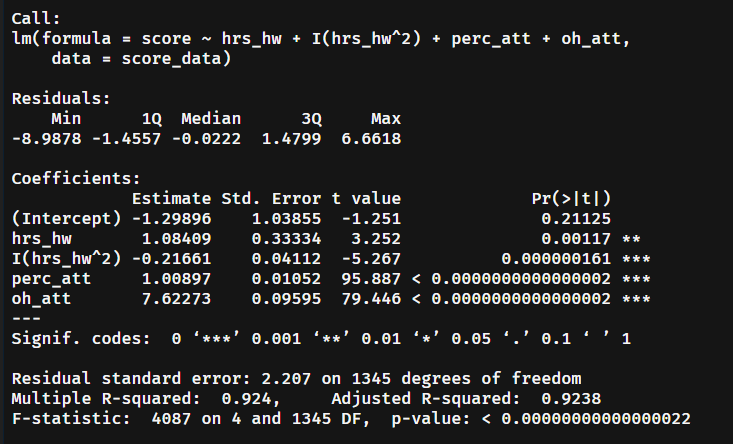 Call:
lm(formula = score ~ hrs_hw + I(hrs_hw^2) + perc_att + oh_att,
    data = score_data)

Residuals:
    Min      1Q  Median      3Q     Max
-8.9878 -1.4557 -0.0222  1.4799  6.6618

Coefficients:
            Estimate Std. Error t value             Pr(>|t|)
(Intercept) -1.29896    1.03855  -1.251              0.21125
hrs_hw       1.08409    0.33334   3.252              0.00117 **
I(hrs_hw^2) -0.21661    0.04112  -5.267          0.000000161 ***
perc_att     1.00897    0.01052  95.887 < 0.0000000000000002 ***
oh_att       7.62273    0.09595  79.446 < 0.0000000000000002 ***
---
Signif. codes:  0 ‘***’ 0.001 ‘**’ 0.01 ‘*’ 0.05 ‘.’ 0.1 ‘ ’ 1

Residual standard error: 2.207 on 1345 degrees of freedom
Multiple R-squared:  0.924,	Adjusted R-squared:  0.9238
F-statistic:  4087 on 4 and 1345 DF,  p-value: < 0.00000000000000022